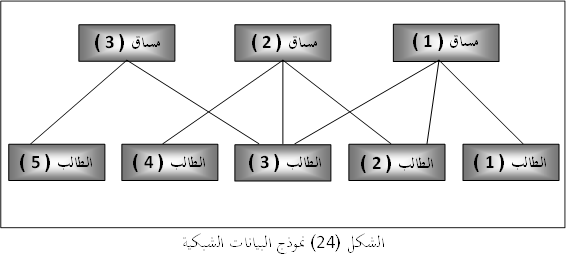 مساق (1) مساق (2) مساق (3)
الطالب (1) الطالب (2) الطالب (3) الطالب (4) الطالب (5)
الشكل (24) نموذج البيانات الشبكية